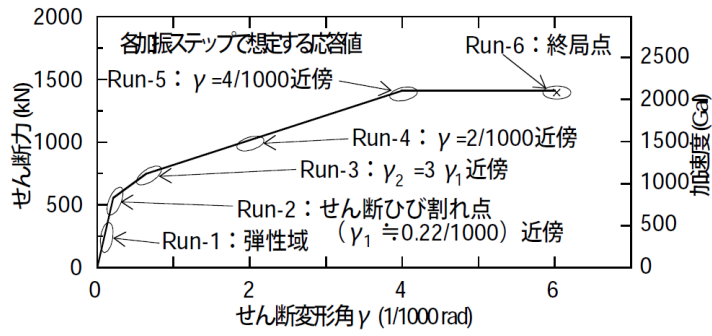 各加振ステップで想定する応答値
Run-6：終局点
Run-5：γ=4/1000近傍
Run-4：γ=2/1000近傍
Run-3：γ2 =3 γ1近傍
Run-2：せん断ひび割れ点
（γ1 ≒0.22/1000）近傍
Run-1：弾性域
せん断力 (kN)
2000
1500
1000
500
0
加速度 (Gal)
2500
2000
1500
1000
500
0
0 2 4 6
せん断変形角γ (1/1000 rad)